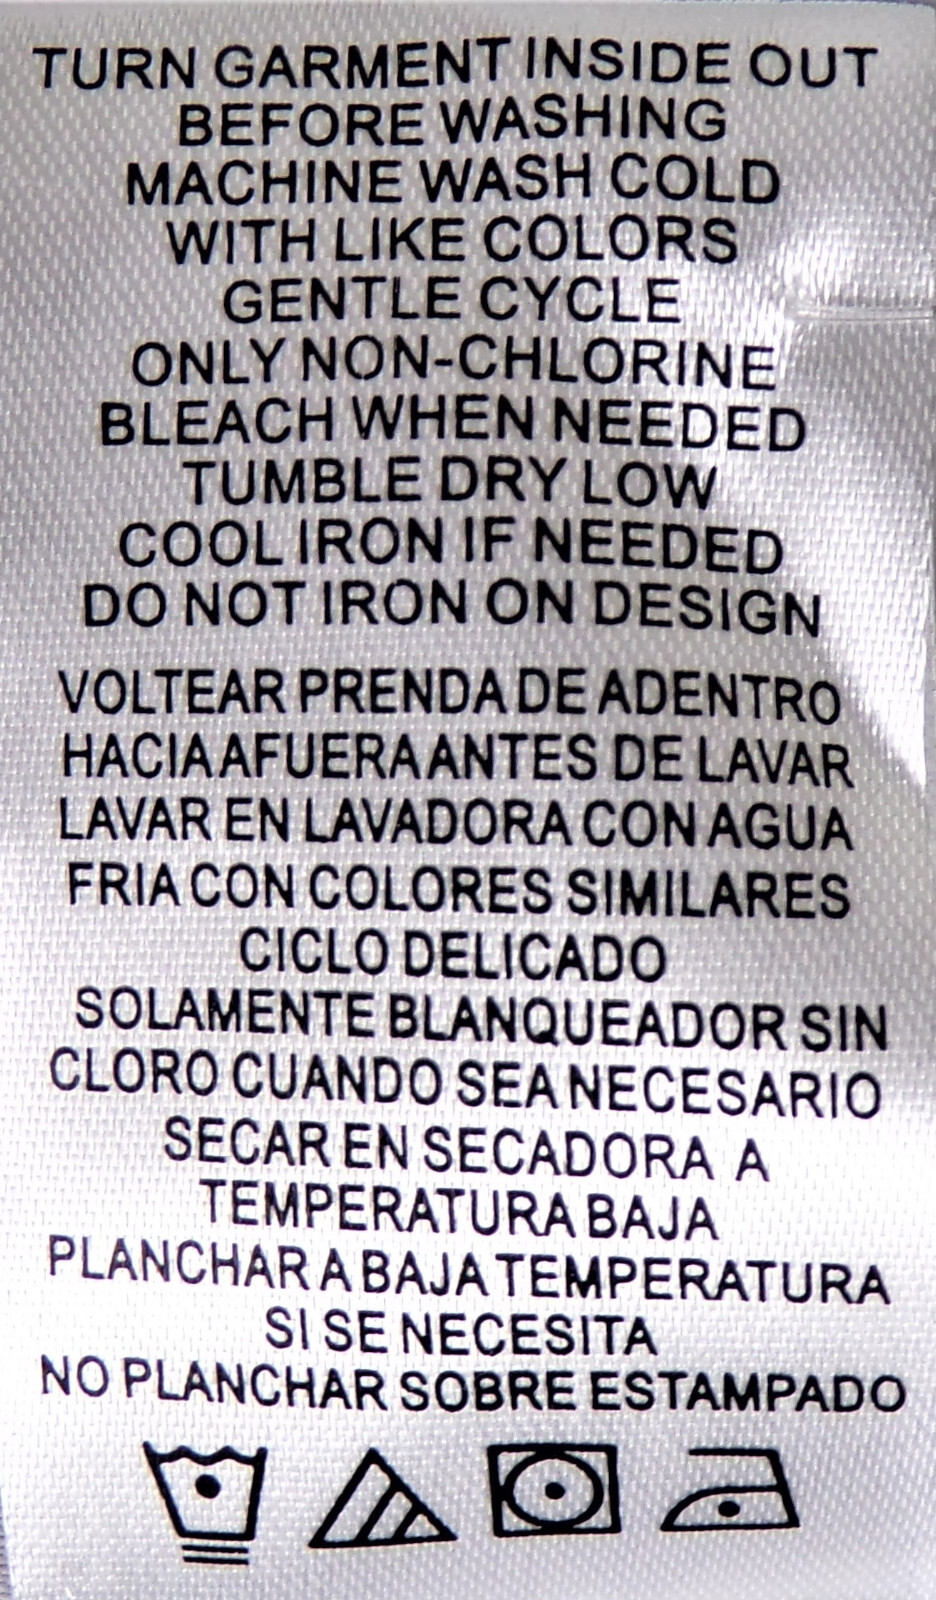 TURN GARMENT INSIDE OUT
BEFORE WASHING
MACHINE WASH COLD
WITH LIKE COLORS
GENTLE CYCLE
ONLY NON-CHLORINE
BLEACH WHEN NEEDED
TUMBLE DRY LOW
COOL IRON IF NEEDED
DO NOT IRON ON DESIGN
VOLTEAR PRENDA DE ADENTRO
HACIA AFUERA ANTES DE LAVAR
LAVAR EN LAVADORA CON AGUA
FRIA CON COLORES SIMILARES
CICLO DELICADO
SOLAMENTE BLANQUEADOR SIN
CLORO CUANDO SEA NECESARIO
SECAR EN SECADORA A
TEMPERATURA BAJA
PLANCHAR A BAJA TEMPERATURA
SI SE NECESITA
NO PLANCHAR SOBRE ESTAMPADO